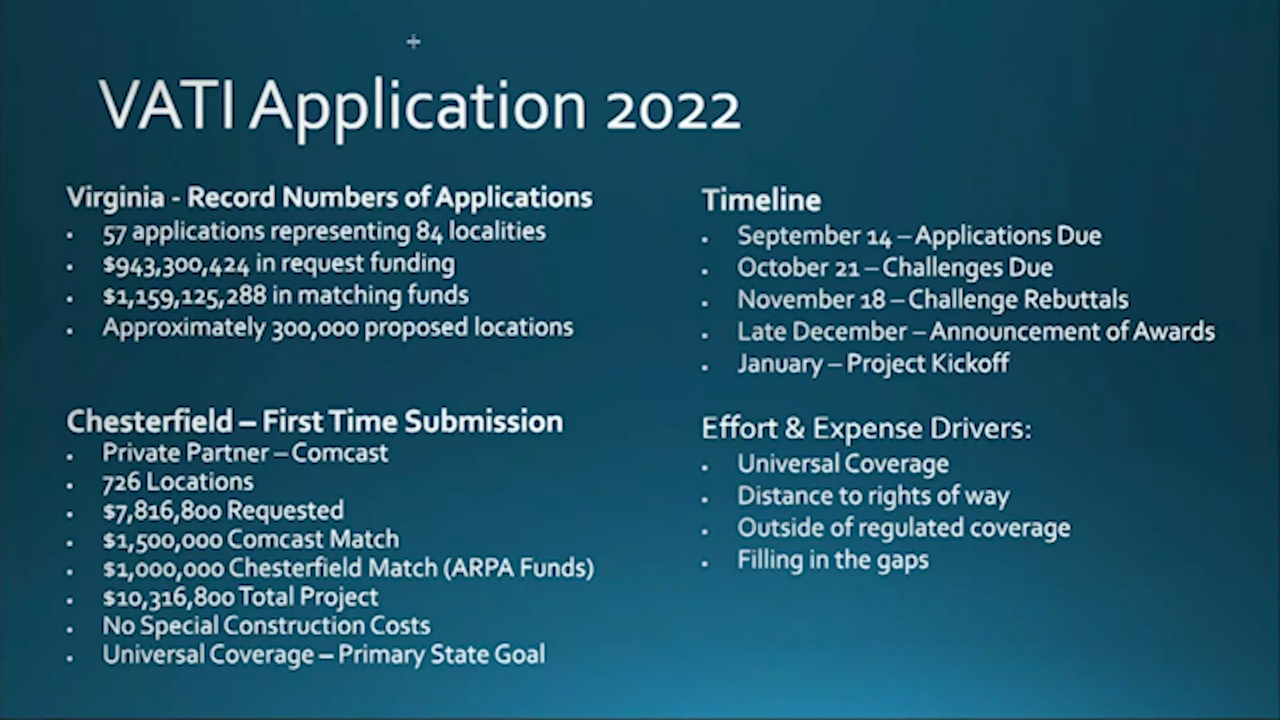 VATI Application 2022
Virginia - Record Numbers of Applications
• 57 applications representing 84 localities
• $943,300,424 in request funding
• $1,159,125,288 in matching funds
• Approximately 300,000 proposed locations
Chesterfield – First Time Submission
• Private Partner – Comcast
• 726 Locations
• $7,816,800 Requested
• $1,500,000 Comcast Match
• $1,000,000 Chesterfield Match (ARPA Funds)
• $10,316,800 Total Project
• No Special Construction Costs
• Universal Coverage – Primary State Goal
Timeline
• September 14 – Applications Due
• October 21 – Challenges Due
• November 18 – Challenge Rebuttals
• Late December – Announcement of Awards
• January – Project Kickoff
Effort & Expense Drivers:
• Universal Coverage
• Distance to rights of way
• Outside of regulated coverage
• Filling in the gaps